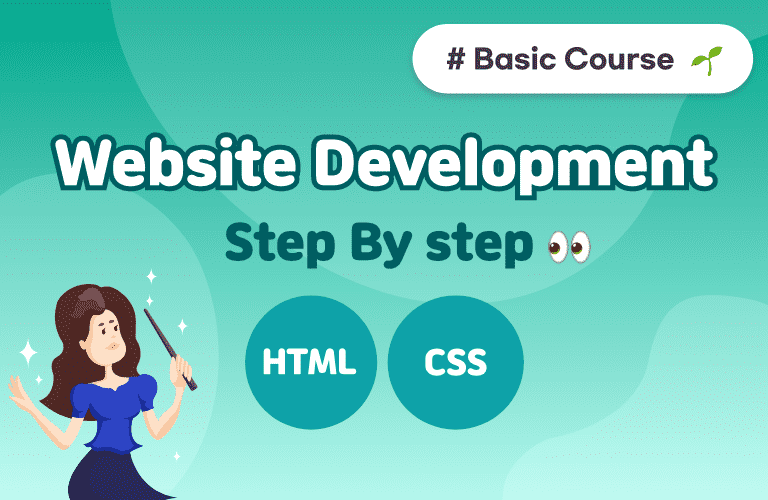 # Basic Course
Website Development
Step By step
HTML
CSS